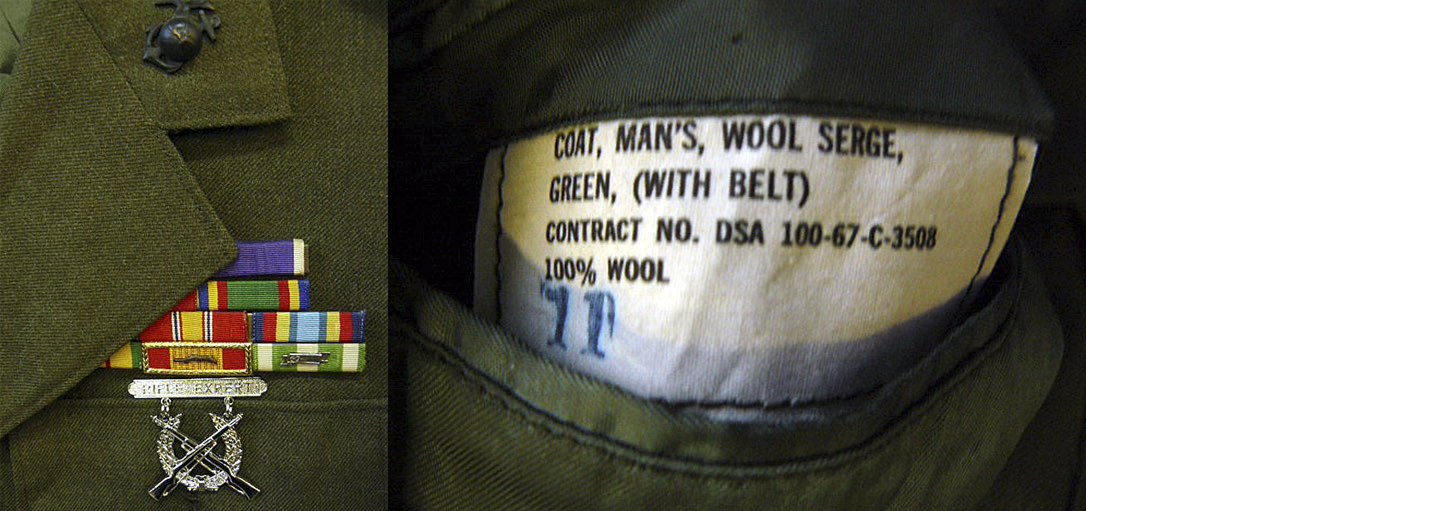 RIFLE EXPERT
COAT, MAN'S, WOOL SERGE,
GREEN, (WITH BELT)
CONTRACT NO. DSA 100-67-C-3508
100% WOOL